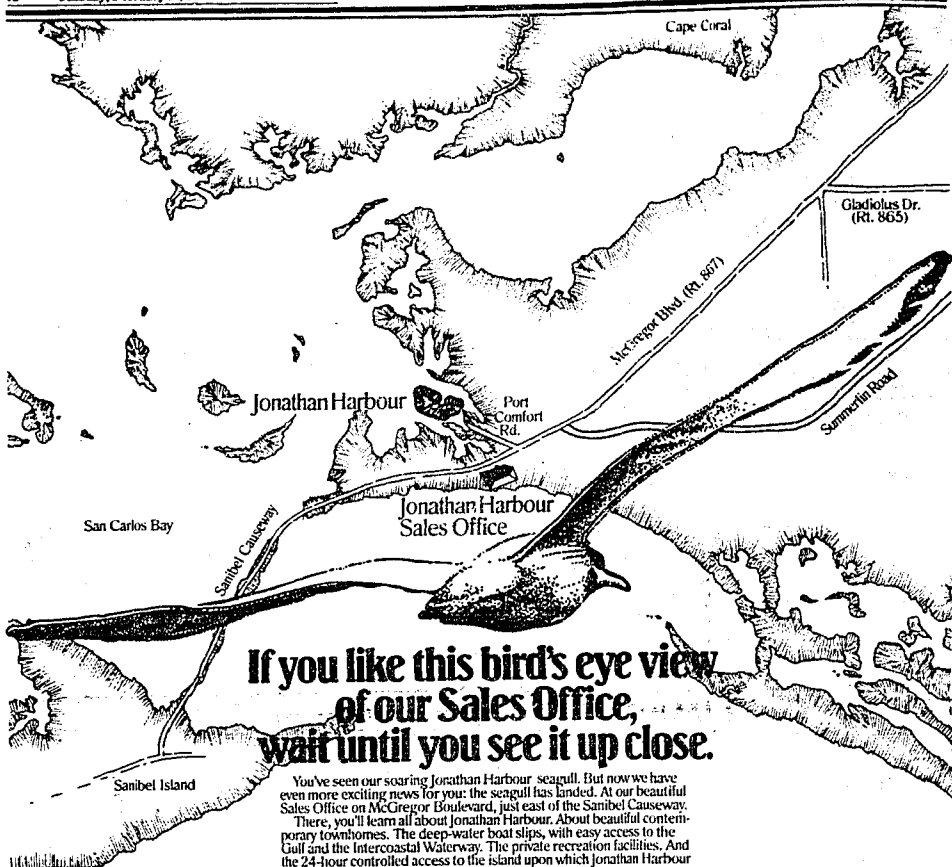 Cape Coral
Gladiolus Dr.
(Rt. 865)
McGregor Blvd. (Rt. 867)
Summerlin Road
Jonathan Harbour
Port
Comfort
Rd.
Jonathan Harbour
Sales Office
San Carlos Bay
Sanibel Causeway
If you like this bird's eye view
of our Sales Office,
wait until you see it up close.
Sanibel Island
You've seen our soaring Jonathan Harbour seagull. But now we have
even more exciting news for you: the seagull has landed. At our beautiful
Sales Office on McGregor Boulevard, just east of the Sanibel Causeway.
There, you'll learn all about Jonathan Harbour. About beautiful contem-
porary townhomes. The deep-water boat slips, with easy access to the
Gulf and the Intercoastal Waterway. The private recreation facilities. And
the 24-hour controlled access to the island upon which Jonathan Harbour